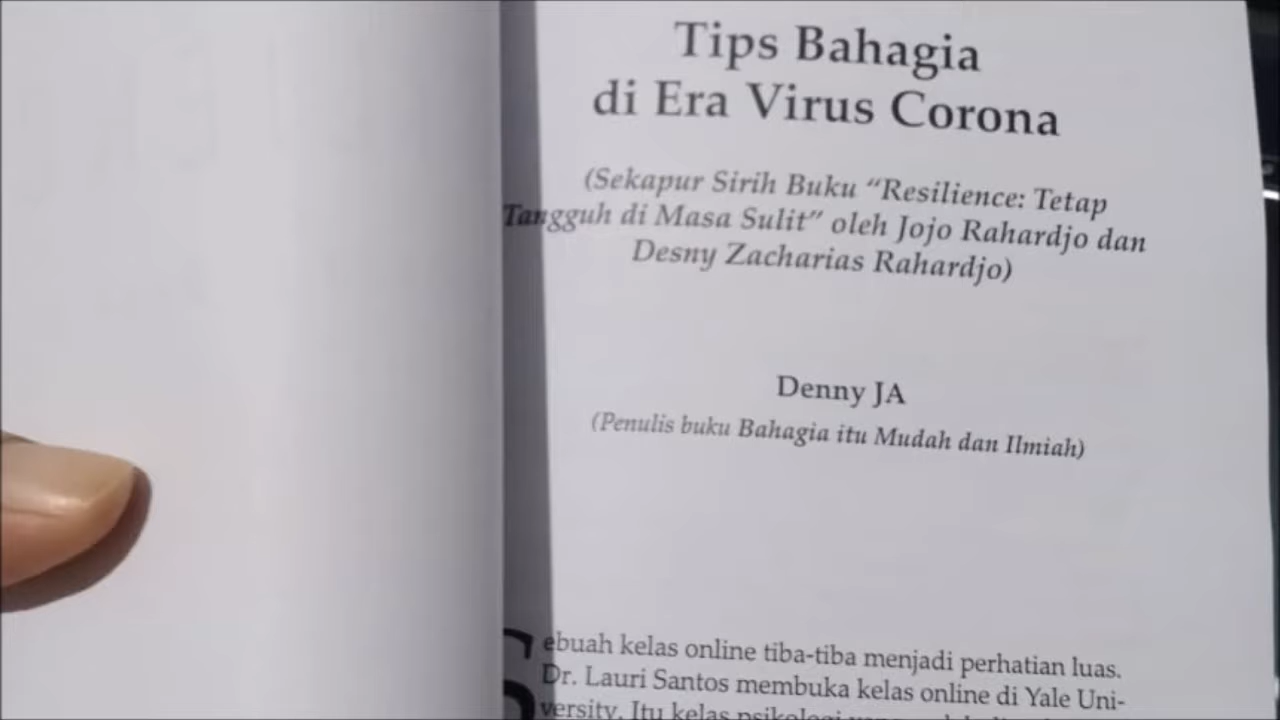 Tips Bahagia
di Era Virus Corona
(Sekapur Sirih Buku “Resilience: Tetap
Tangguh di Masa Sulit” oleh Jojo Rahardjo dan
Desny Zacharias Rahardjo)
Denny JA
(Penulis buku Bahagia itu Mudah dan Ilmiah)
Sebuah kelas online tiba-tiba menjadi perhatian luas.
Dr. Lauri Santos membuka kelas online di Yale Uni-
versity. Itu kelas psikologi